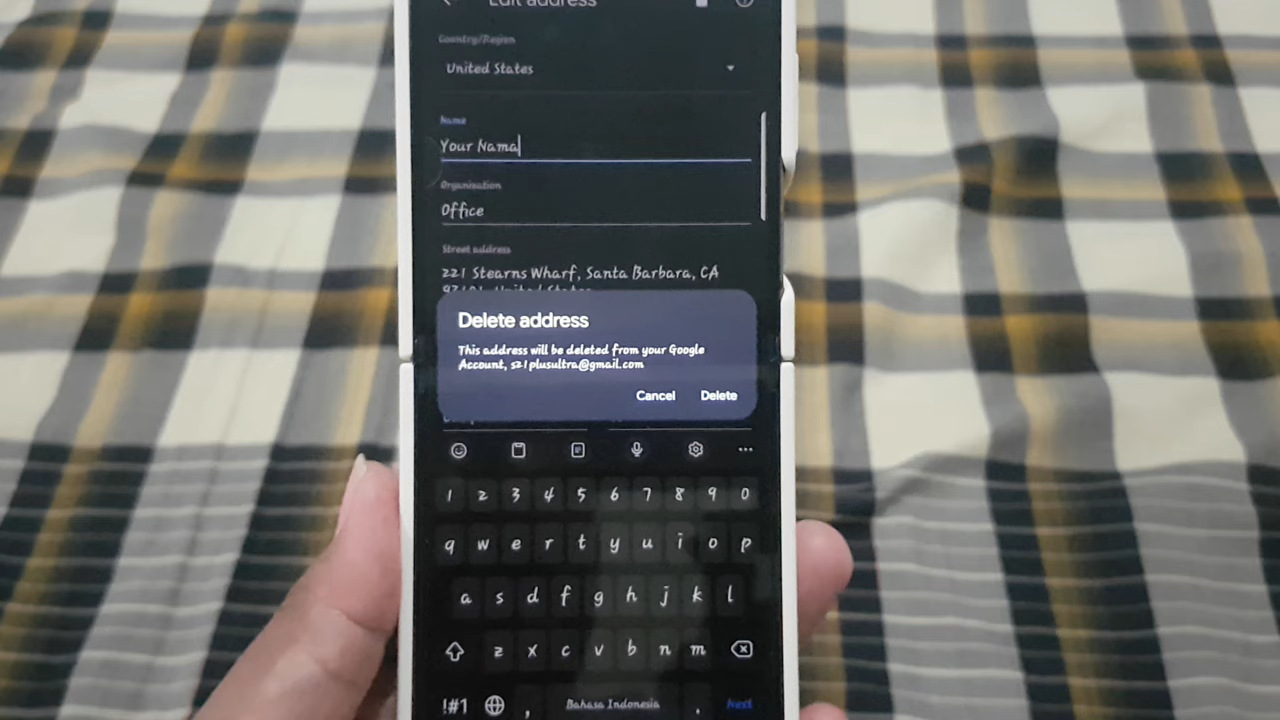 Edit address
Country/Region
United States
Name
Your Nama
Organization
Office
Street address
221 Stearns Wharf, Santa Barbara, CA
United States
Delete address
This address will be deleted from your Google
Account, s21plusultra@gmail.com
Cancel Delete
1 2 3 4 5 6 7 8 9 0
q w e r t y u i o p
a s d f g h j k l
z x c v b n m
!#1 , Bahasa Indonesia . Next